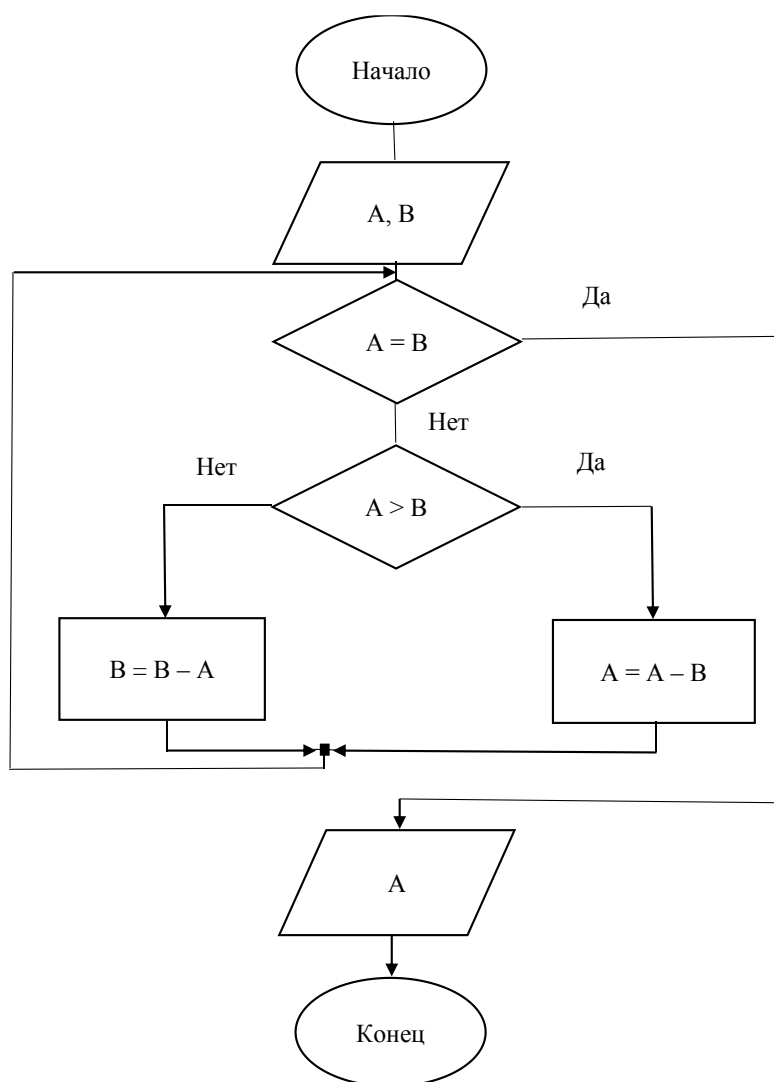 Начало
A, B
Да
A = B
Нет
Нет
Да
A > B
B = B – A
A = A – B
A
Конец